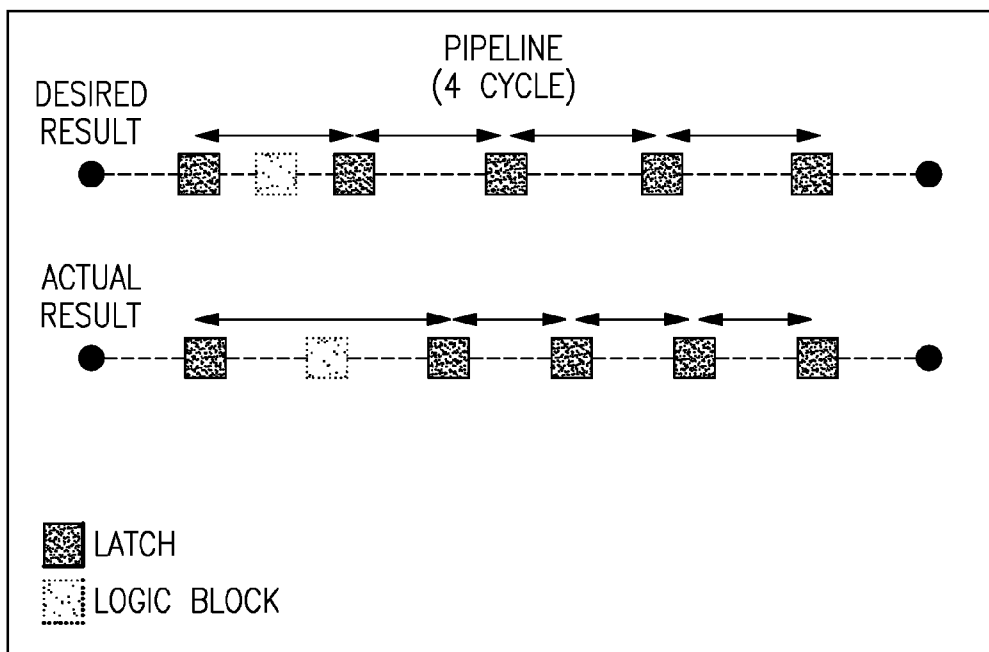 PIPELINE
(4 CYCLE)
DESIRED
RESULT
ACTUAL
RESULT
LATCH
LOGIC BLOCK